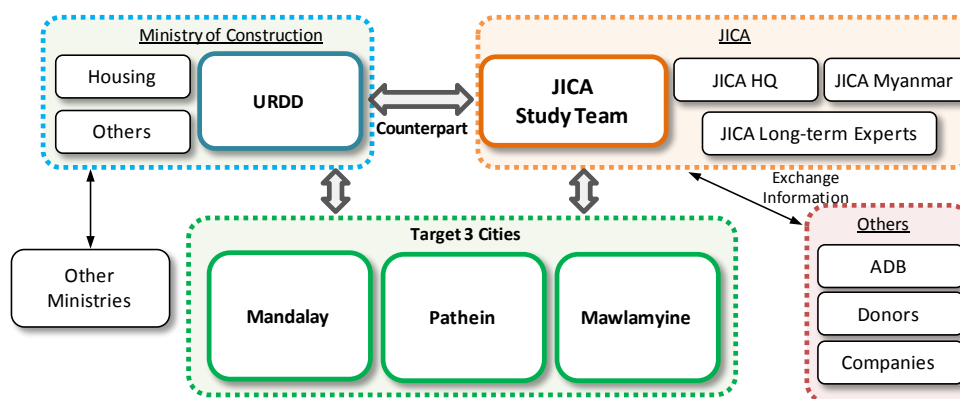 Ministry of Construction
Housing
Others
URDD
Counterpart
JICA
JICA
Study Team
JICA HQ
JICA Myanmar
JICA Long-term Experts
Exchange
Information
Other
Ministries
Target 3 Cities
Mandalay
Pathein
Mawlamyine
Others
ADB
Donors
Companies